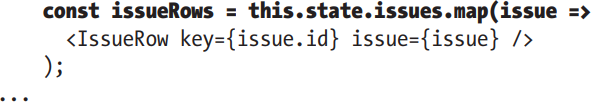 const issueRows = this.state.issues.map(issue =>
<IssueRow key={issue.id} issue={issue} />
);
...